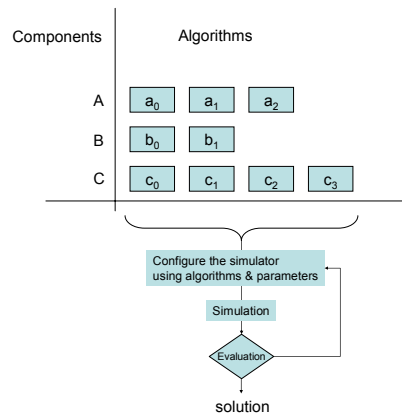 Components Algorithms
A a0 a1 a2
B b0 b1
C c0 c1 c2 c3
Configure the simulator
using algorithms & parameters
Simulation
Evaluation
solution